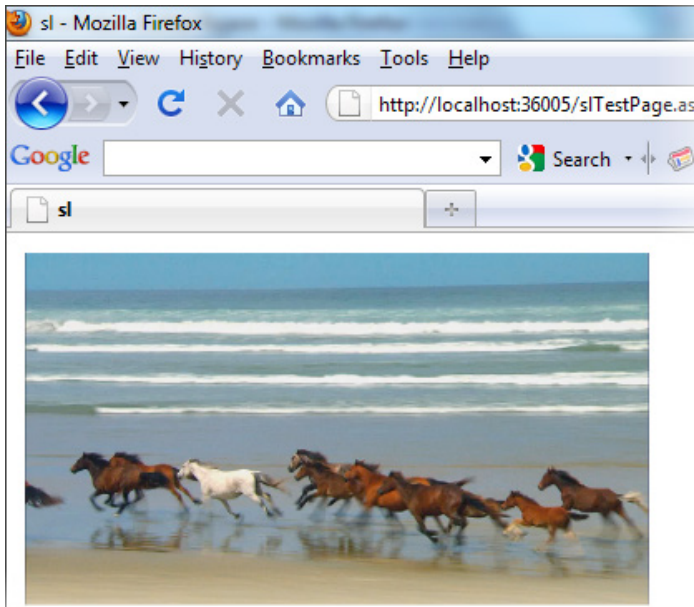 sl - Mozilla Firefox
File Edit View History Bookmarks Tools Help
http://localhost:36005/slTestPage.as
Google Search
sl